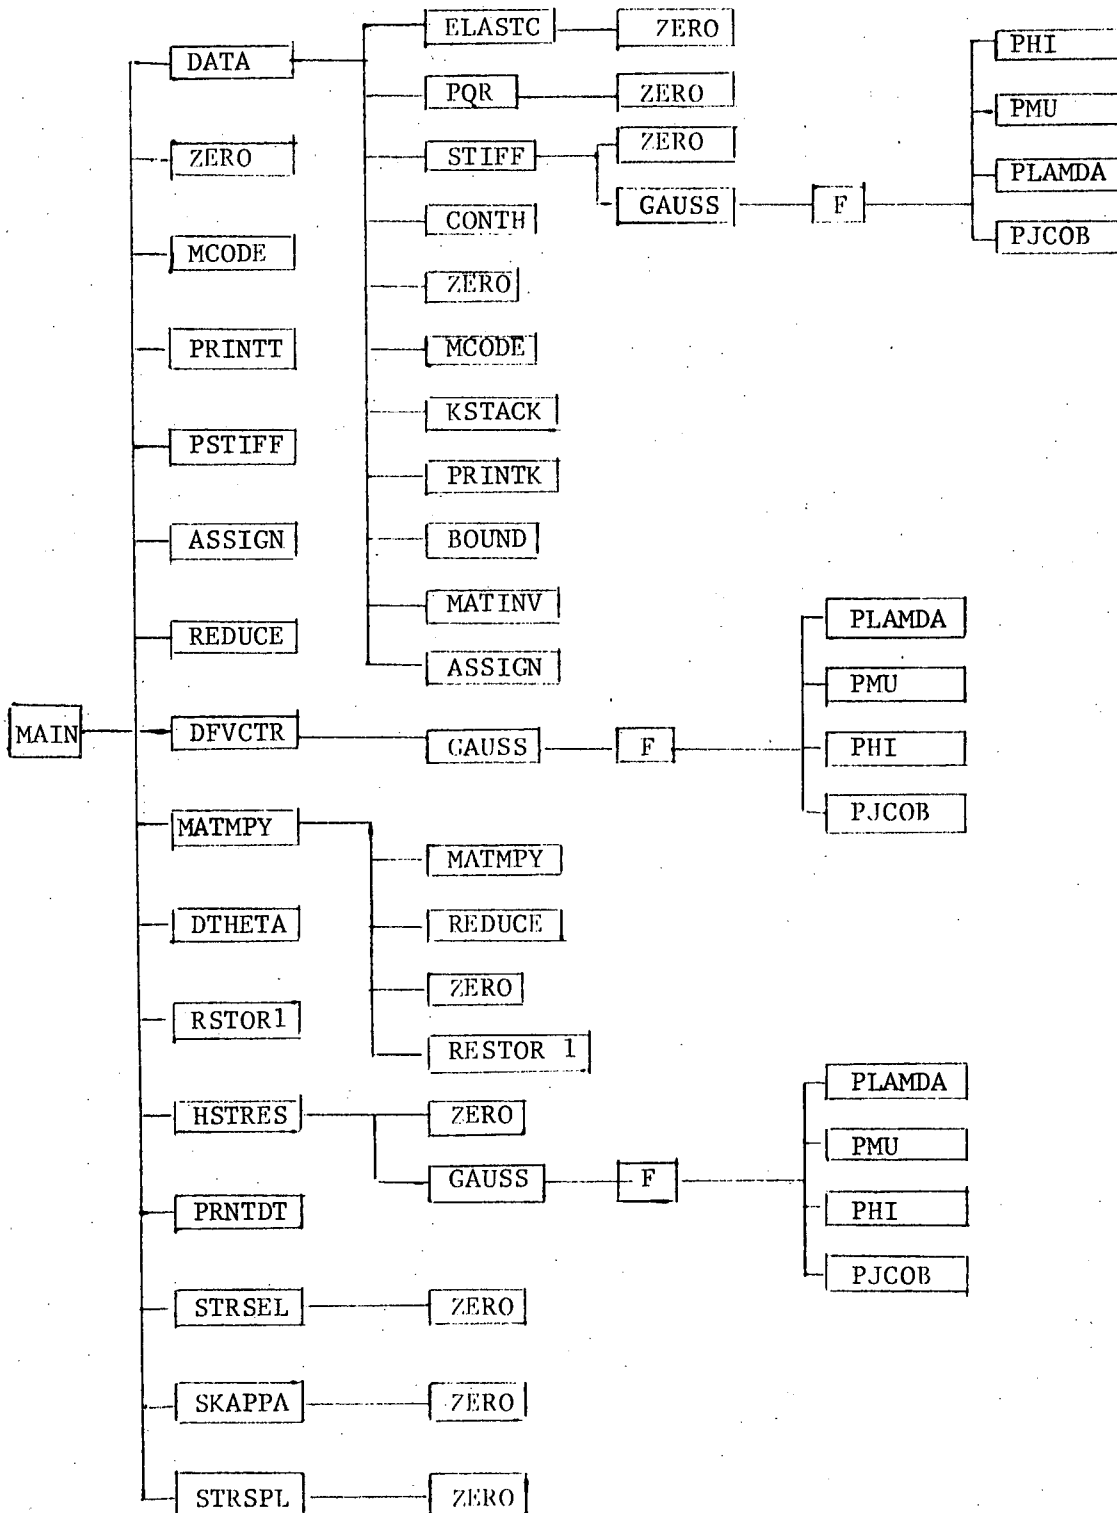 ELASTC
ZERO
PHI
DATA
PQR
ZERO
PMU
ZERO
STIFF
ZERO
PLAMDA
GAUSS
F
CONTH
PJCOB
MCODE
ZERO
PRINTT
MCODE
KSTACK
PSTIFF
PRINTK
ASSIGN
BOUND
MATINV
PLAMDA
REDUCE
ASSIGN
PMU
MAIN
DFVCTR
GAUSS
F
PHI
PJCOB
MATMPY
MATMPY
DTHETA
REDUCE
ZERO
RSTOR1
RESTOR 1
PLAMDA
HSTRES
ZERO
PMU
GAUSS
F
PRNTDT
PHI
PJCOB
STRSEL
ZERO
SKAPPA
ZERO
STRSPL
ZERO